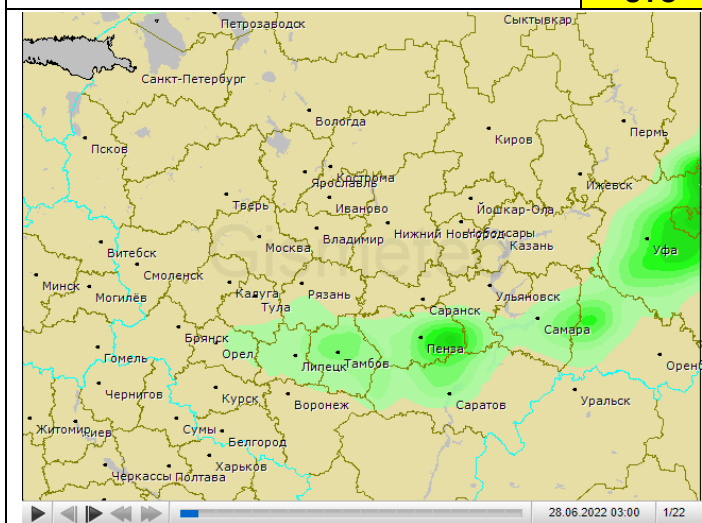 Петрозаводск
Сыктывкар
Санкт-Петербург
Вологда
Пермь
Киров
Псков
Кострома
Ярославль
Ижевск
Тверь
Иваново
Йошкар-Ола
Владимир
Нижний Новгород
Чебоксары
Москва
Казань
Уфа
Витебск
Gismeteo
Смоленск
Минск
Могилёв
Калуга
Рязань
Ульяновск
Тула
Саранск
Самара
Брянск
Пенза
Гомель
Орел
Липецк
Тамбов
Оренб
Чернигов
Курск
Воронеж
Саратов
Уральск
Житомир
Киев
Сумы
Белгород
Харьков
Черкассы
Полтава
28.06.2022 03:00
1/22